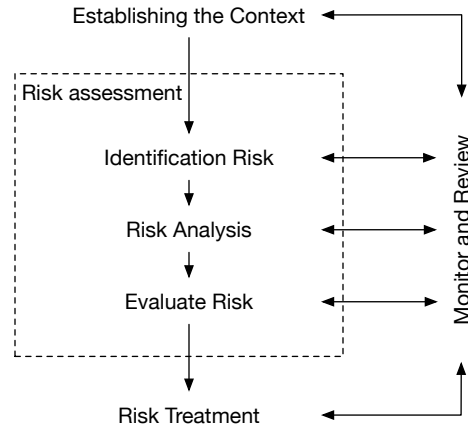 Establishing the Context
Risk assessment
Identification Risk
Risk Analysis
Evaluate Risk
Risk Treatment
Monitor and Review